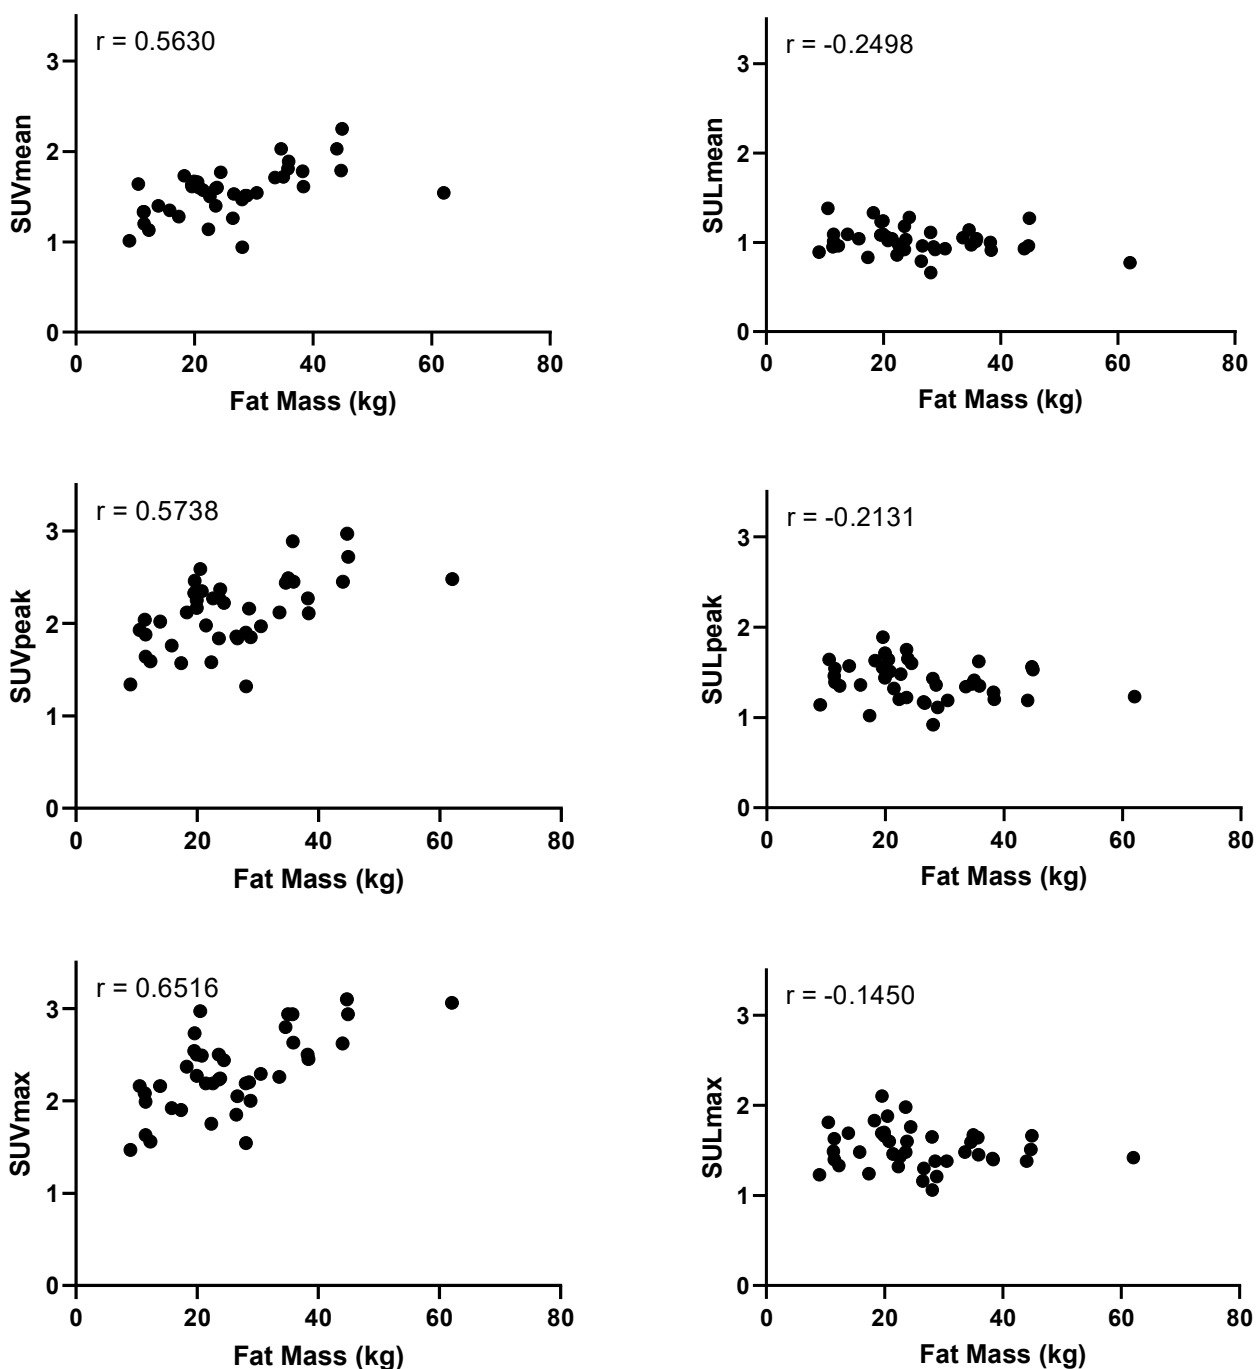 r = 0.5630
3
2
1
0
SUVmean
0 20 40 60 80
Fat Mass (kg)
r = -0.2498
3
2
1
0
SULmean
0 20 40 60 80
Fat Mass (kg)
r = 0.5738
3
2
1
0
SUVpeak
0 20 40 60 80
Fat Mass (kg)
r = -0.2131
3
2
1
0
SULpeak
0 20 40 60 80
Fat Mass (kg)
r = 0.6516
3
2
1
0
SUVmax
0 20 40 60 80
Fat Mass (kg)
r = -0.1450
3
2
1
0
SULmax
0 20 40 60 80
Fat Mass (kg)